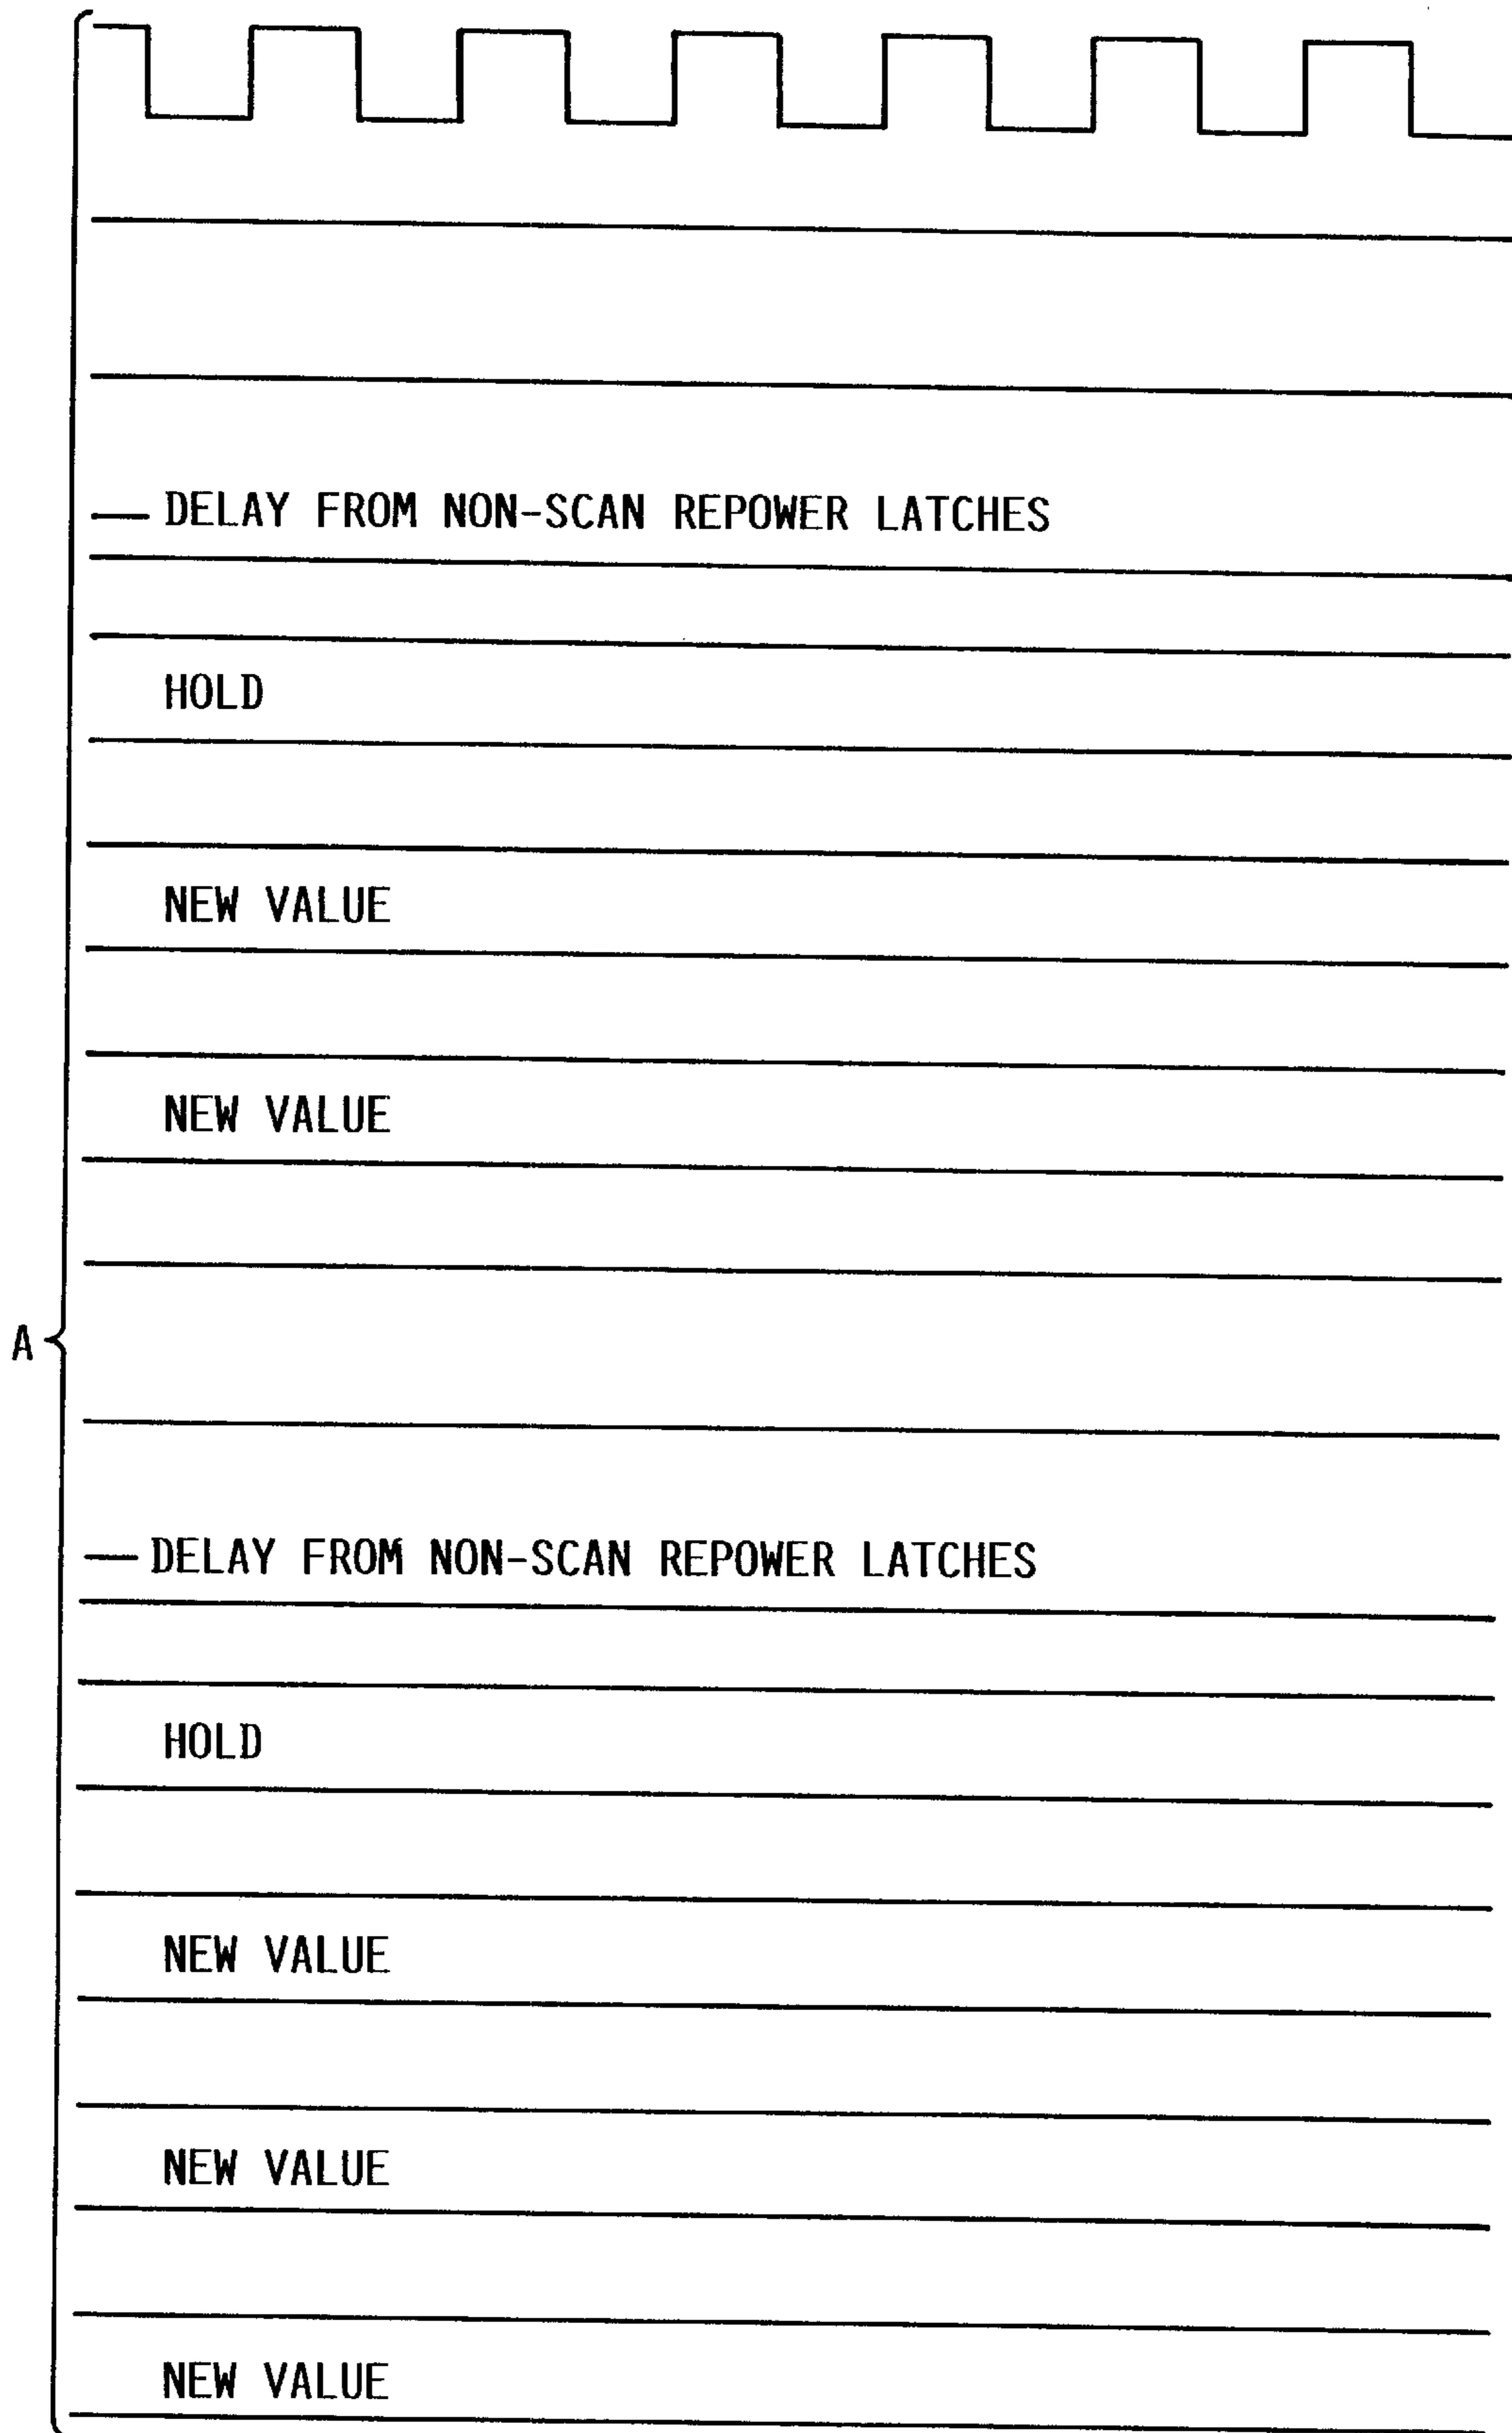 DELAY FROM NON-SCAN REPOWER LATCHES
HOLD
NEW VALUE
NEW VALUE
A
DELAY FROM NON-SCAN REPOWER LATCHES
HOLD
NEW VALUE
NEW VALUE
NEW VALUE